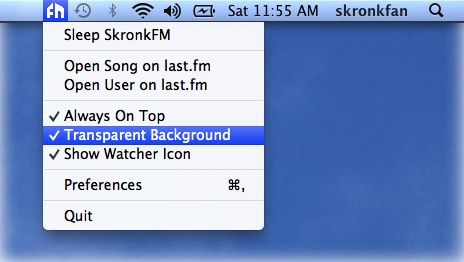 fm Sat 11:55 AM skronkfan
Sleep SkronkFM
Open Song on last.fm
Open User on last.fm
✓ Always On Top
✓ Transparent Background
✓ Show Watcher Icon
Preferences ⌘,
Quit